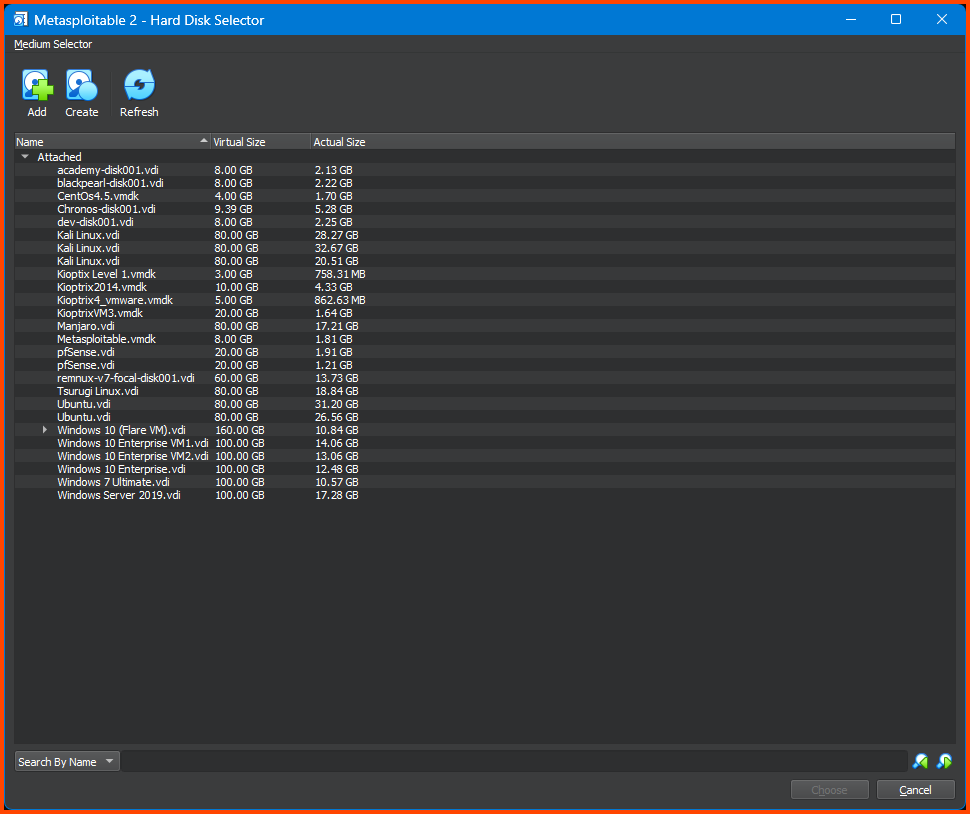 Metasploitable 2 - Hard Disk Selector
Medium Selector
Add Create Refresh
Name Virtual Size Actual Size
Attached
academy-disk001.vdi 8.00 GB 2.13 GB
blackpearl-disk001.vdi 8.00 GB 2.22 GB
CentOs4.5.vmdk 4.00 GB 1.70 GB
Chronos-disk001.vdi 9.39 GB 5.28 GB
dev-disk001.vdi 8.00 GB 2.25 GB
Kali Linux.vdi 80.00 GB 28.27 GB
Kali Linux.vdi 80.00 GB 32.67 GB
Kali Linux.vdi 80.00 GB 20.51 GB
Kioptix Level 1.vmdk 3.00 GB 758.31 MB
Kioptrix2014.vmdk 10.00 GB 4.33 GB
Kioptrix4_vmware.vmdk 5.00 GB 862.63 MB
KioptrixVM3.vmdk 20.00 GB 1.64 GB
Manjaro.vdi 80.00 GB 17.21 GB
Metasploitable.vmdk 8.00 GB 1.81 GB
pfSense.vdi 20.00 GB 1.91 GB
pfSense.vdi 20.00 GB 1.21 GB
remnux-v7-focal-disk001.vdi 60.00 GB 13.73 GB
Tsurugi Linux.vdi 80.00 GB 18.84 GB
Ubuntu.vdi 80.00 GB 31.20 GB
Ubuntu.vdi 80.00 GB 26.56 GB
Windows 10 (Flare VM).vdi 160.00 GB 10.84 GB
Windows 10 Enterprise VM1.vdi 100.00 GB 14.06 GB
Windows 10 Enterprise VM2.vdi 100.00 GB 13.06 GB
Windows 10 Enterprise.vdi 100.00 GB 12.48 GB
Windows 7 Ultimate.vdi 100.00 GB 10.57 GB
Windows Server 2019.vdi 100.00 GB 17.28 GB
Search By Name
Choose Cancel